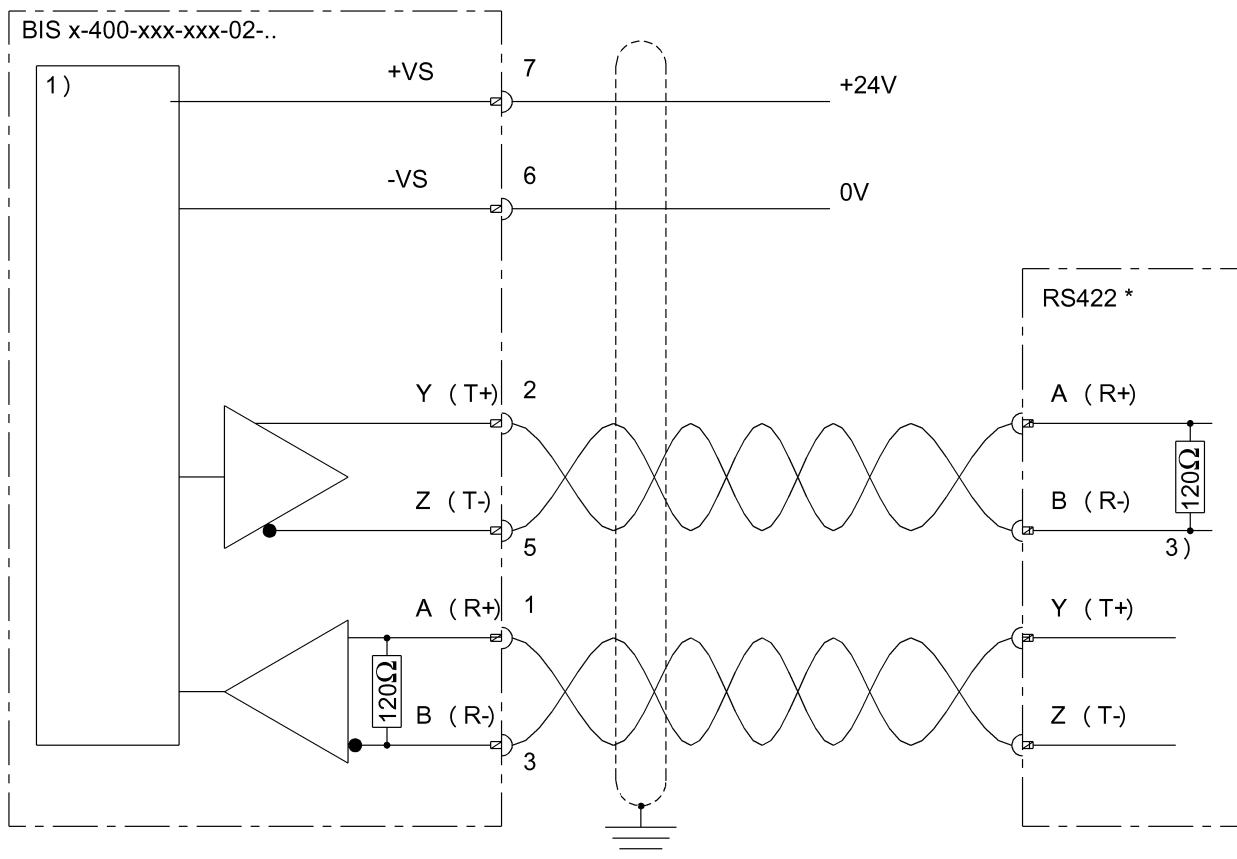 BIS x-400-xxx-xxx-02-..
1)
+VS
7
+24V
-VS
6
0V
RS422 *
Y (T+)
2
A (R+)
Z (T-)
5
B (R-)
120Ω
3)
A (R+)
1
Y (T+)
120Ω
B (R-)
3
Z (T-)